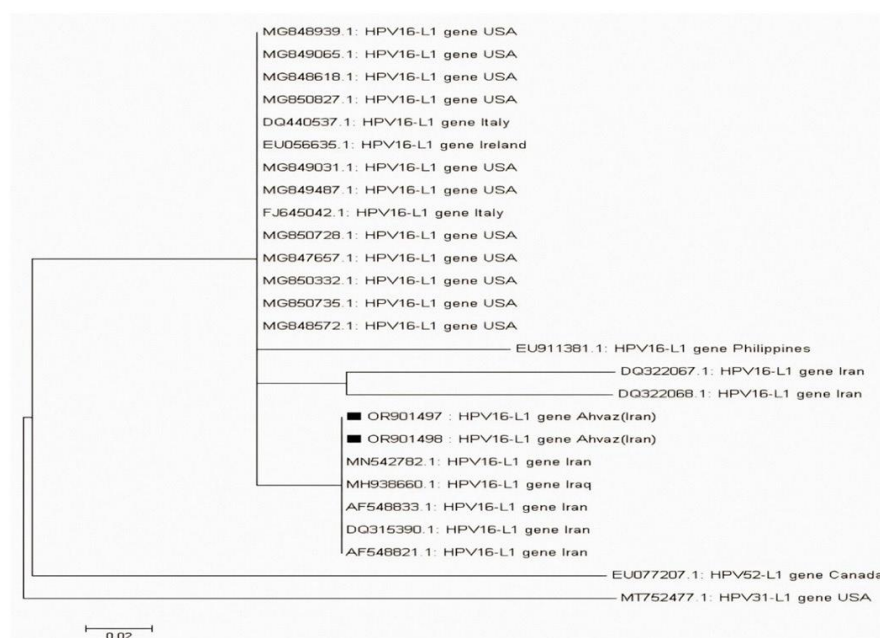 MG848939.1: HPV16-L1 gene USA
MG849065.1: HPV16-L1 gene USA
MG848618.1: HPV16-L1 gene USA
MG850827.1: HPV16-L1 gene USA
DQ440537.1: HPV16-L1 gene Italy
EU056635.1: HPV16-L1 gene Ireland
MG849031.1: HPV16-L1 gene USA
MG849487.1: HPV16-L1 gene USA
FJ645042.1: HPV16-L1 gene Italy
MG850728.1: HPV16-L1 gene USA
MG847657.1: HPV16-L1 gene USA
MG850332.1: HPV16-L1 gene USA
MG850735.1: HPV16-L1 gene USA
MG848572.1: HPV16-L1 gene USA
EU911381.1: HPV16-L1 gene Philippines
DQ322067.1: HPV16-L1 gene Iran
DQ322068.1: HPV16-L1 gene Iran
OR901497 : HPV16-L1 gene Ahvaz(Iran)
OR901498 : HPV16-L1 gene Ahvaz(Iran)
MN542782.1: HPV16-L1 gene Iran
MH938660.1: HPV16-L1 gene Iraq
AF548833.1: HPV16-L1 gene Iran
DQ315390.1: HPV16-L1 gene Iran
AF548821.1: HPV16-L1 gene Iran
EU077207.1: HPV52-L1 gene Canada
MT752477.1: HPV31-L1 gene USA
0.02